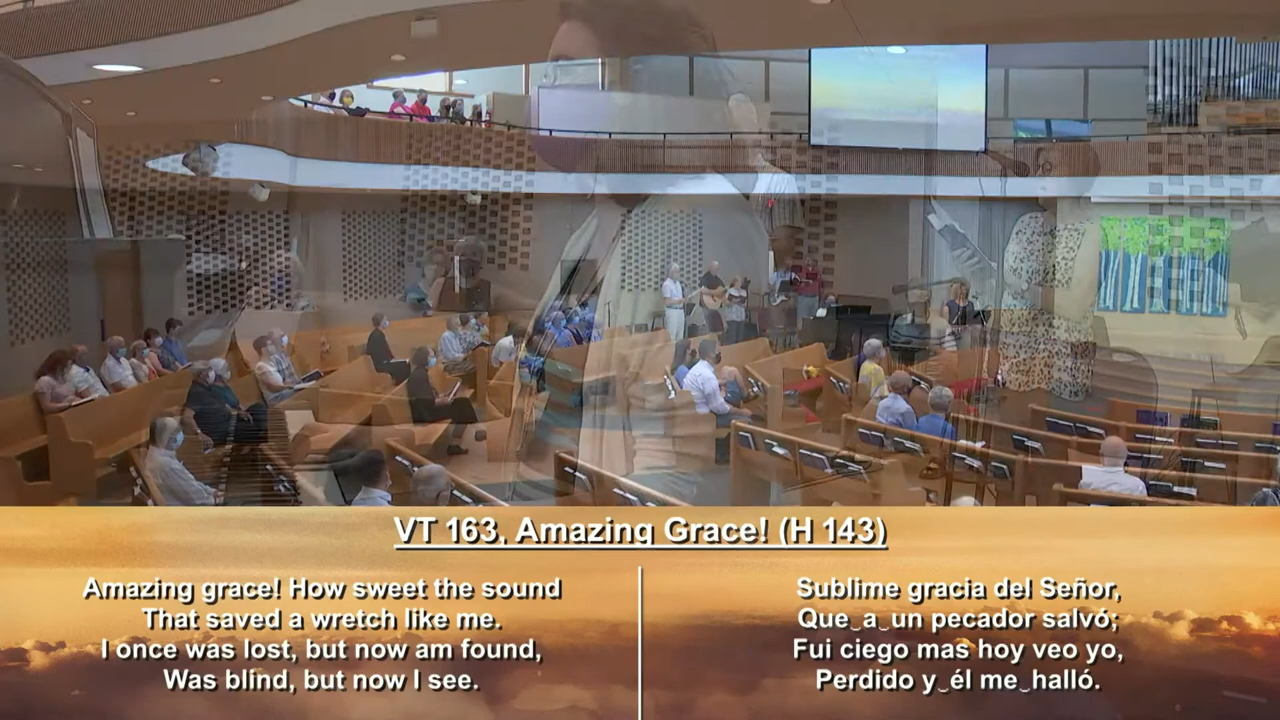 VT 163, Amazing Grace! (H 143)
Amazing grace! How sweet the sound
That saved a wretch like me.
I once was lost, but now am found,
Was blind, but now I see.
Sublime gracia del Señor,
Que‿a‿un pecador salvó;
Fui ciego mas hoy veo yo,
Perdido y‿él me‿halló.